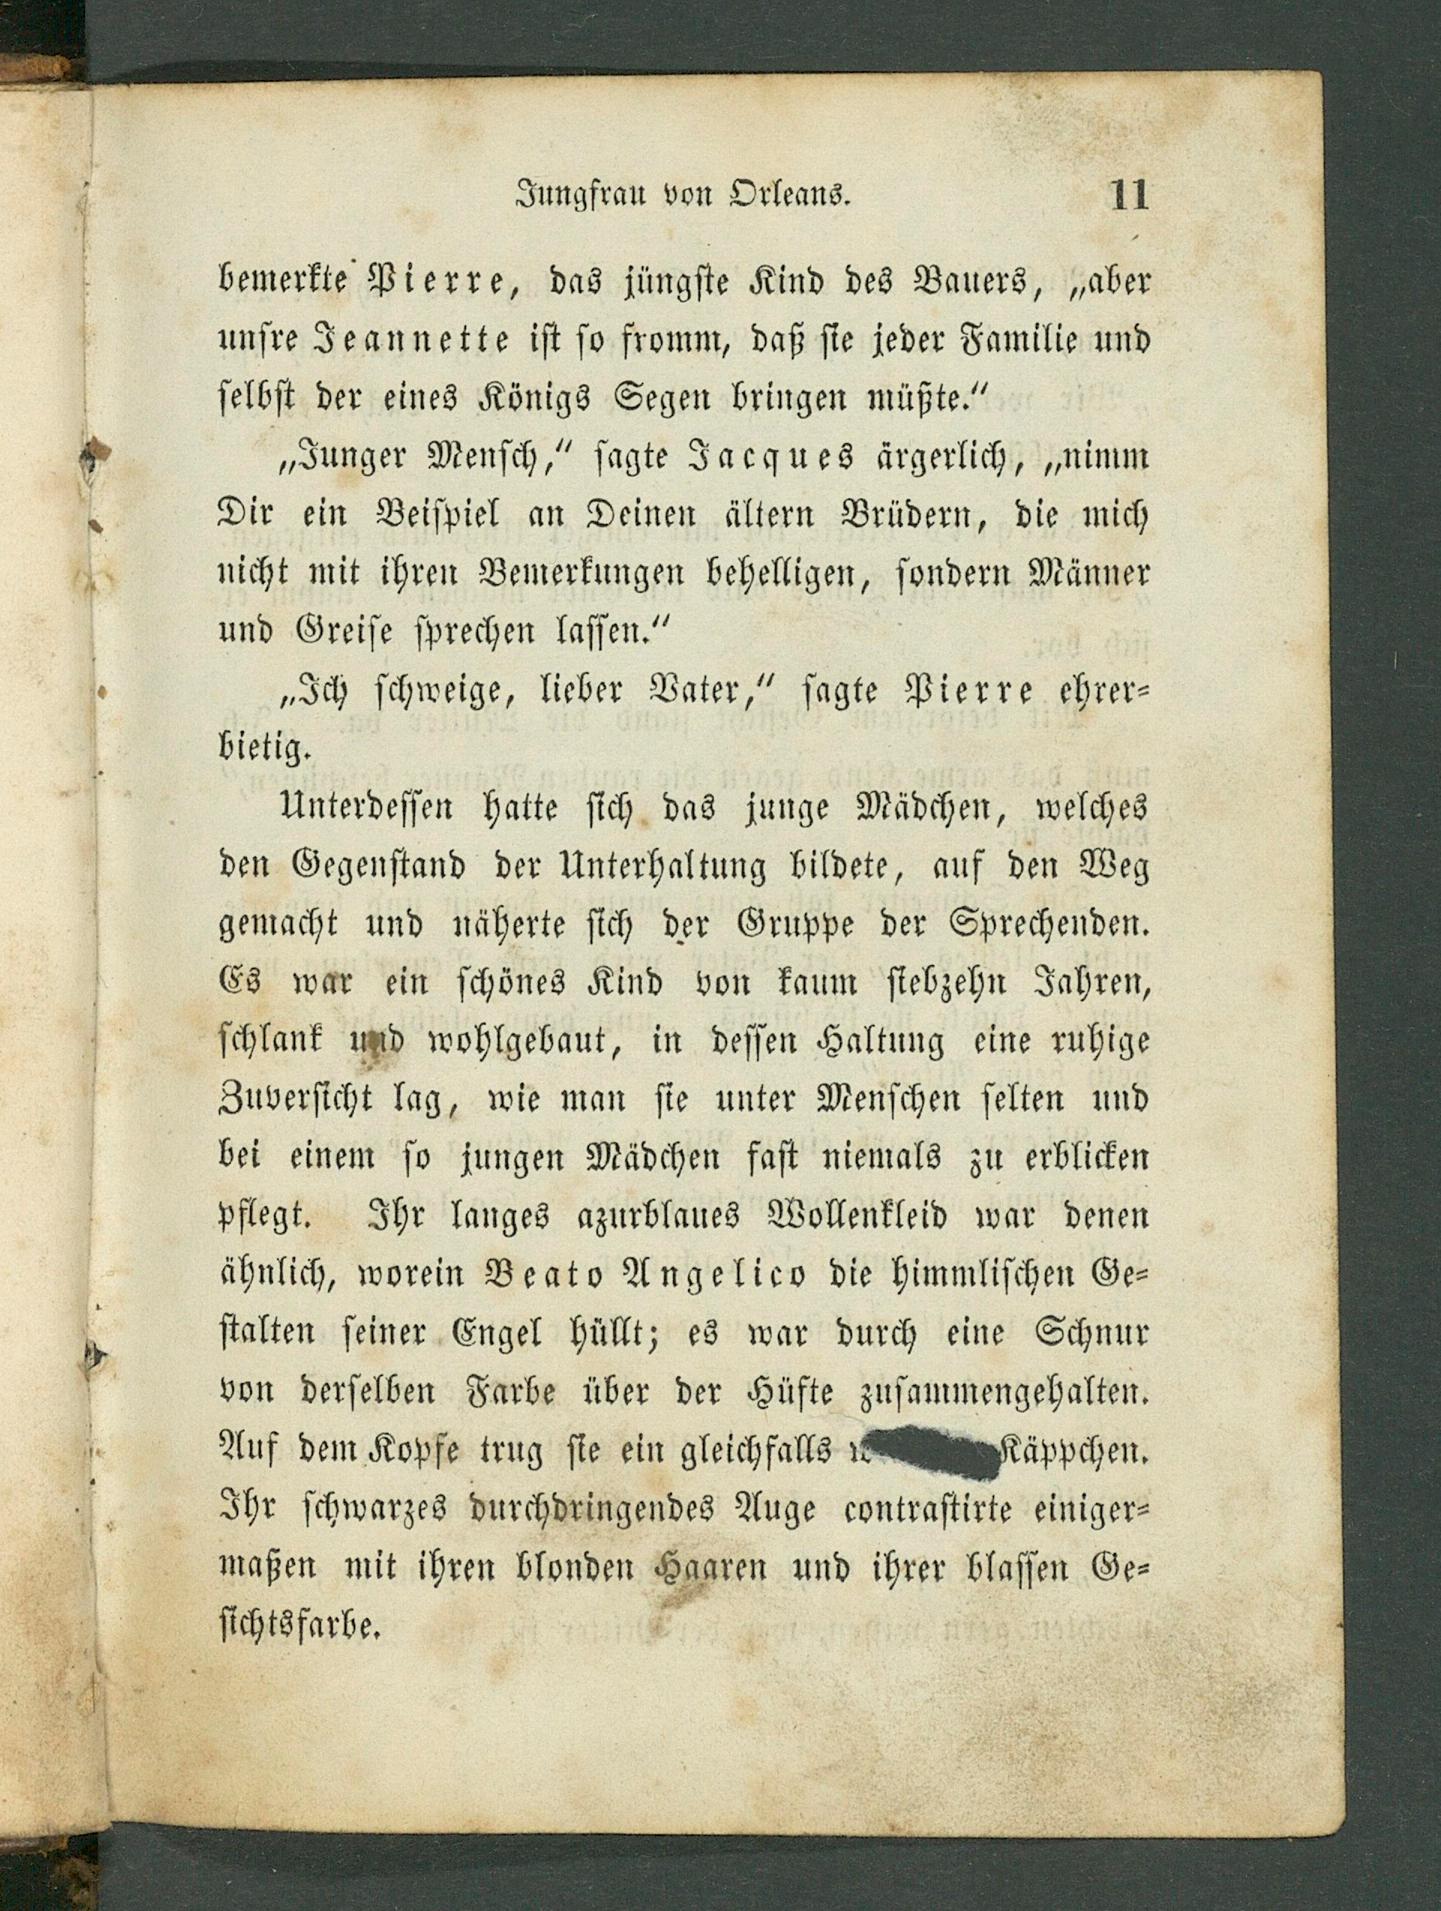 Jungfrau von Orleans. 11
bemerkte Pierre, das jüngste Kind des Bauers, „aber
unsre Jeannette ist so fromm, daß sie jeder Familie und
selbst der eines Königs Segen bringen müßte.“
„Junger Mensch,“ sagte Jacques ärgerlich, „nimm
Dir ein Beispiel an Deinen ältern Brüdern, die mich
nicht mit ihren Bemerkungen behelligen, sondern Männer
und Greise sprechen lassen.“
„Ich schweige, lieber Vater,“ sagte Pierre ehrer-
bietig.
Unterdessen hatte sich das junge Mädchen, welches
den Gegenstand der Unterhaltung bildete, auf den Weg
gemacht und näherte sich der Gruppe der Sprechenden.
Es war ein schönes Kind von kaum siebzehn Jahren,
schlank und wohlgebaut, in dessen Haltung eine ruhige
Zuversicht lag, wie man sie unter Menschen selten und
bei einem so jungen Mädchen fast niemals zu erblicken
pflegt. Ihr langes azurblaues Wollenkleid war denen
ähnlich, worein Beato Angelico die himmlischen Ge-
stalten seiner Engel hüllt; es war durch eine Schnur
von derselben Farbe über der Hüfte zusammengehalten.
Auf dem Kopfe trug sie ein gleichfalls Käppchen.
Ihr schwarzes durchdringendes Auge contrastirte einiger-
maßen mit ihren blonden Haaren und ihrer blassen Ge-
sichtsfarbe.